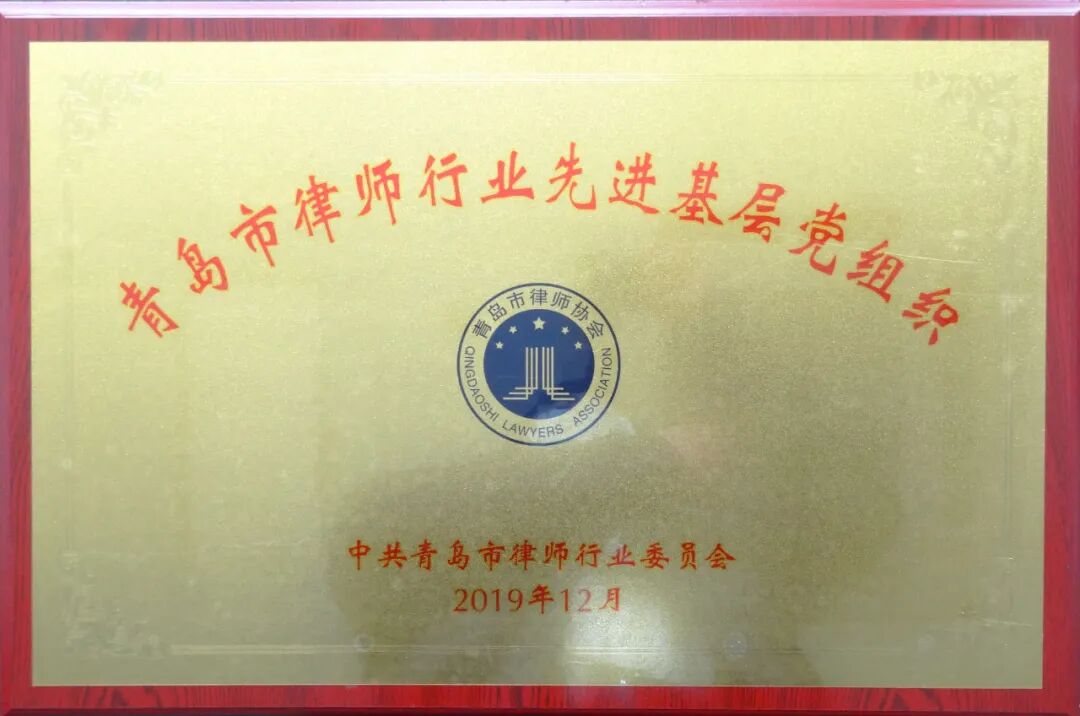 青岛市律师行业先进基层党组织
青岛市律师协会
QINGDAOSHI LAWYERS ASSOCIATION
中共青岛市律师行业委员会
2019年12月